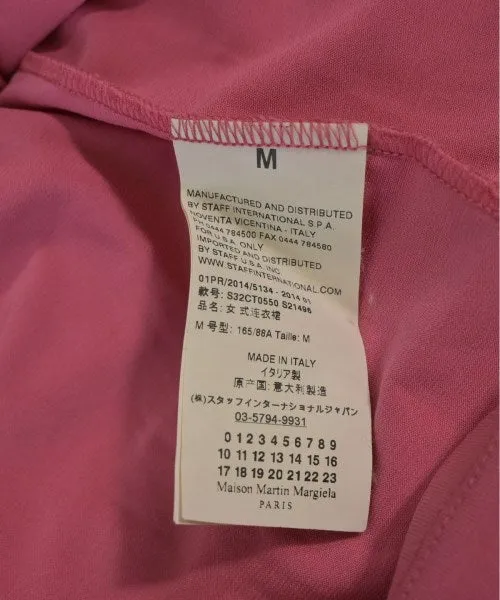 M
MANUFACTURED AND DISTRIBUTED
BY STAFF INTERNATIONAL S.P.A.
NOVENTA VICENTINA - ITALY
PH 0444 784500 FAX 0444 784580
FOR U.S.A. ONLY
IMPORTED AND DISTRIBUTED
BY STAFF U.S.A. INC
WWW.STAFFINTERNATIONAL.COM
01PR/2014/5134 - 2014 01
款号: S32CT0550 S21496
品名: 女 式连衣裙
M 号型: 165/88A Taille: M
MADE IN ITALY
イタリア製
原产国: 意大利製造
(株)スタッフインターナショナルジャパン
03-5794-9931
0 1 2 3 4 5 6 7 8 9
10 11 12 13 14 15 16
17 18 19 20 21 22 23
Maison Martin Margiela
PARIS